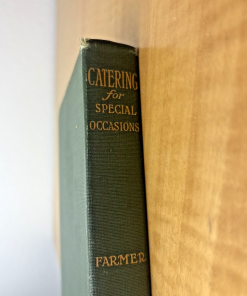 CATERING
for
SPECIAL
OCCASIONS
FARMER